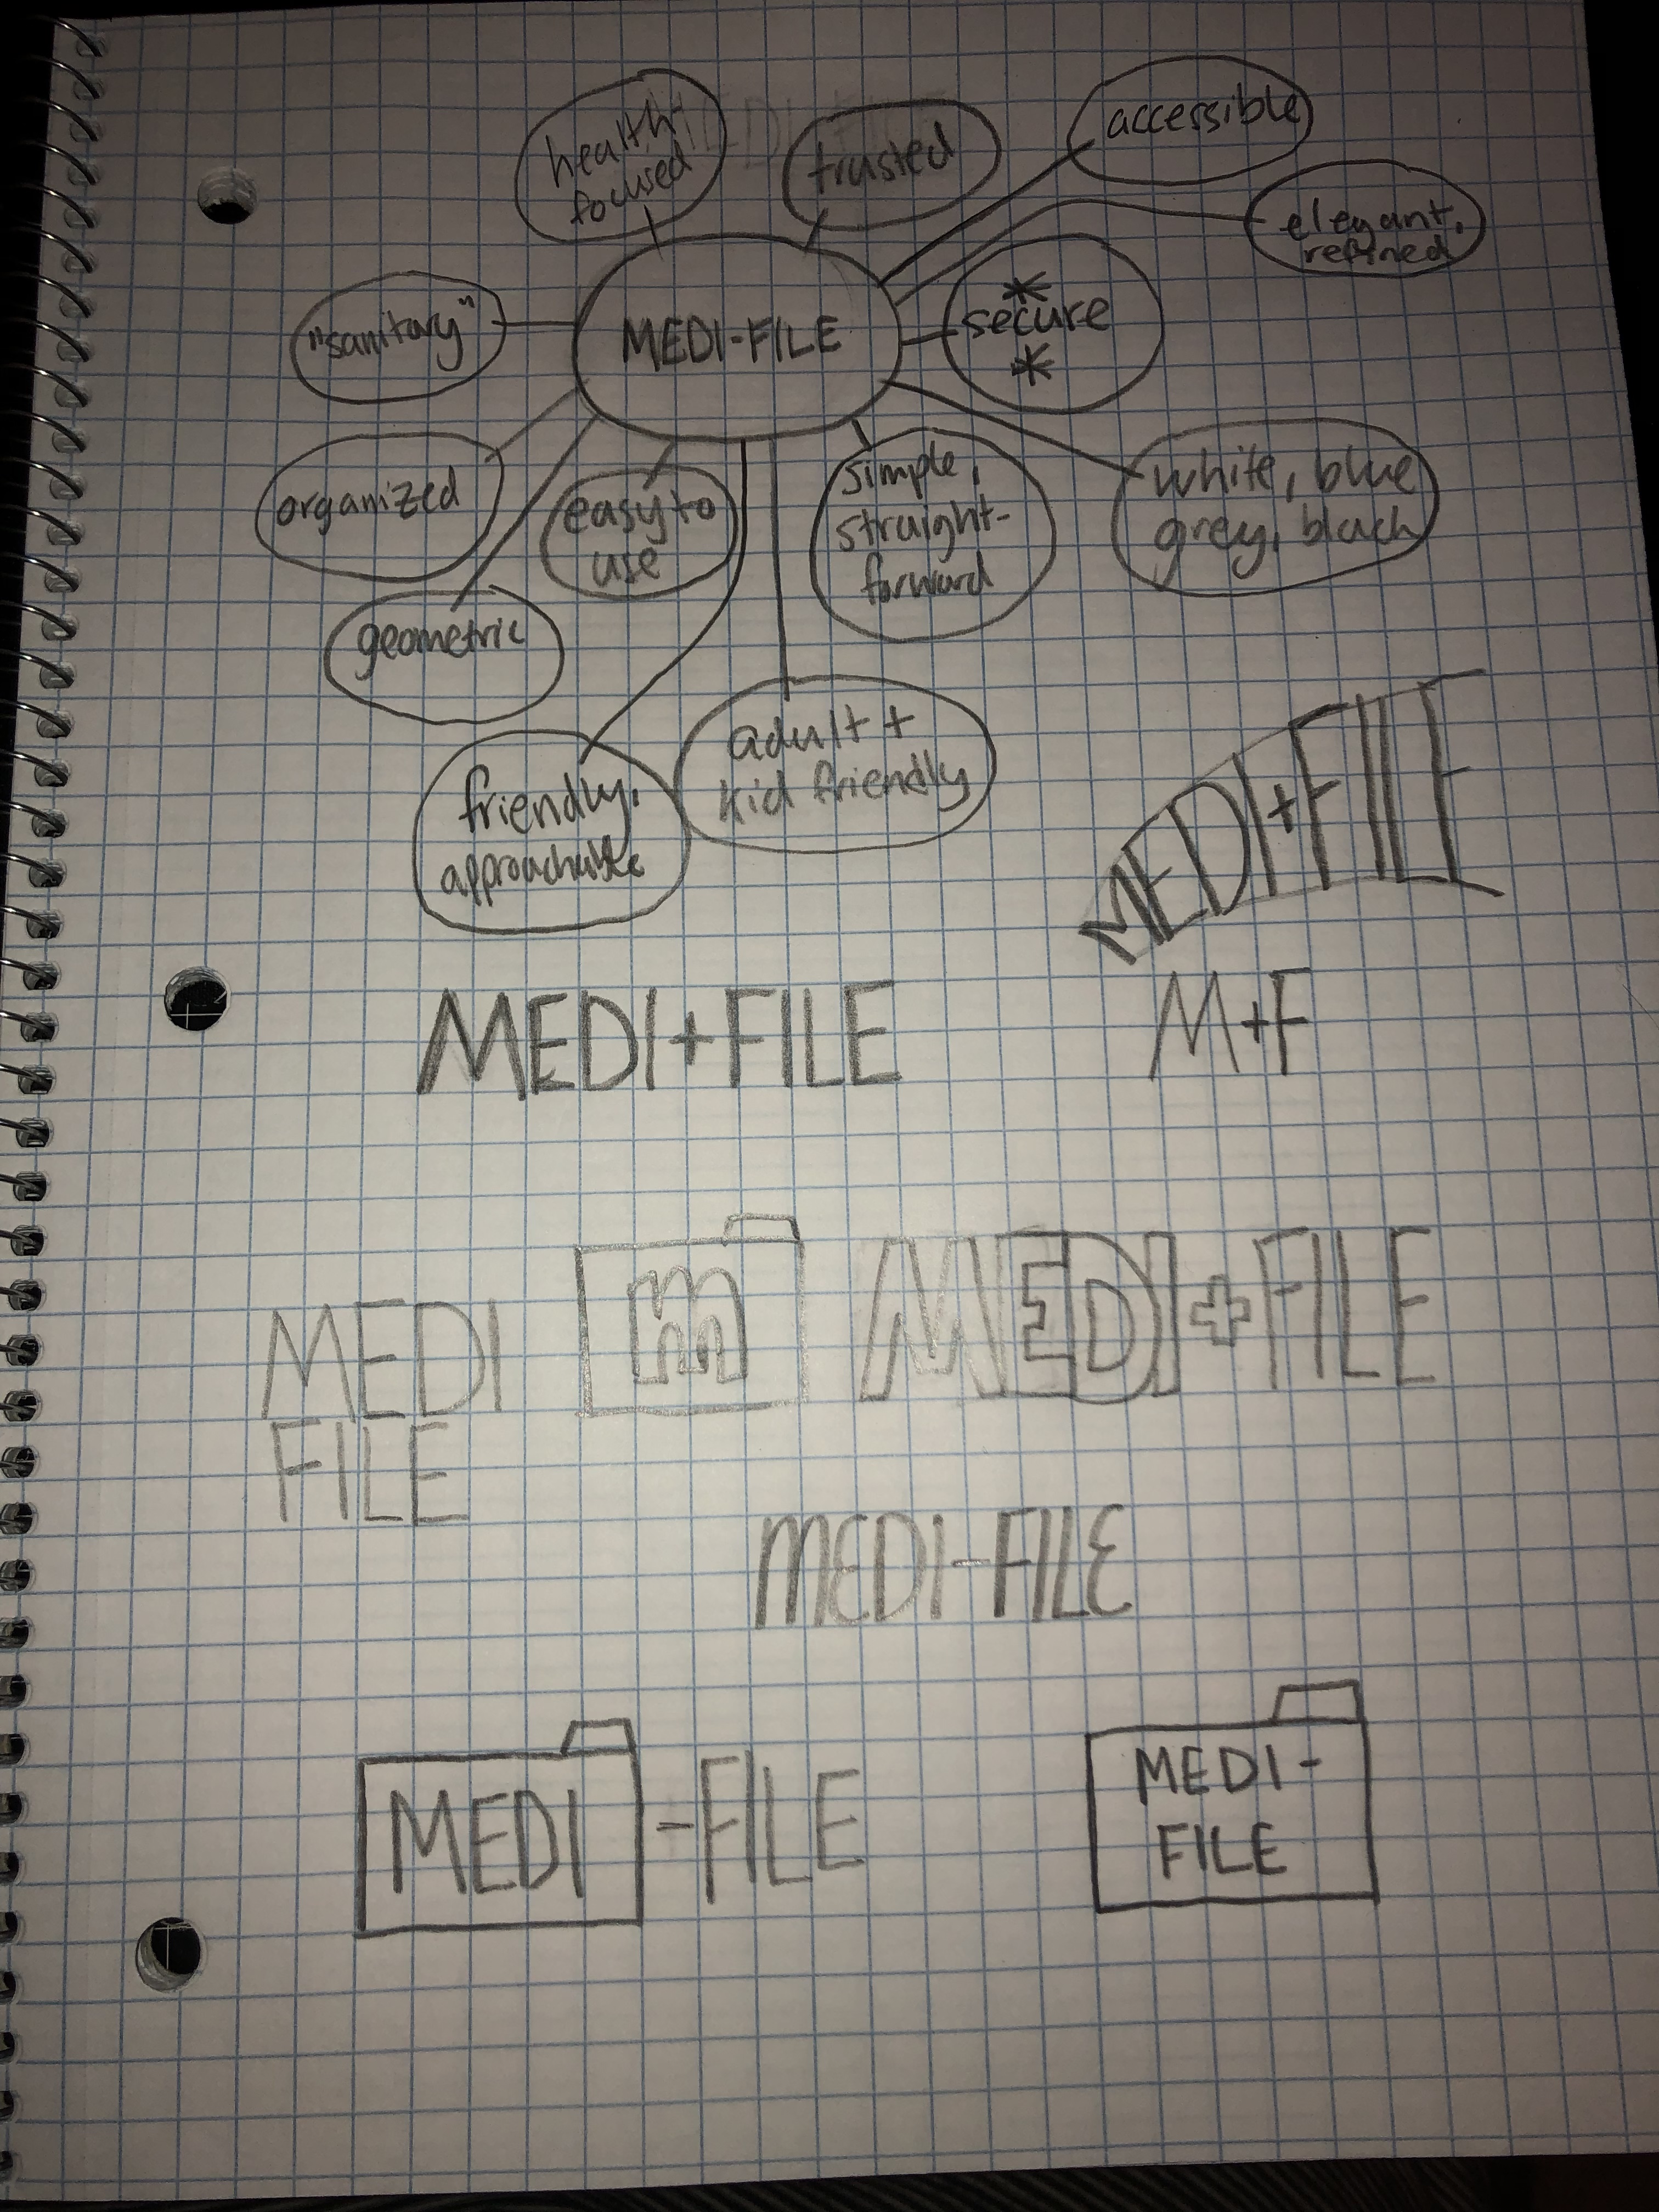 health-
focused
trusted
accessible
elegant,
refined
"sanitary"
MEDI-FILE
*
secure
*
organized
easy to
use
simple,
straight-
forward
white, blue
grey, black
geometric
friendly,
approachable
adult +
kid friendly
MEDI+FILE
MEDI+FILE
M+F
MEDI
FILE
m
MEDI+FILE
MEDI-FILE
MEDI-FILE
MEDI-
FILE